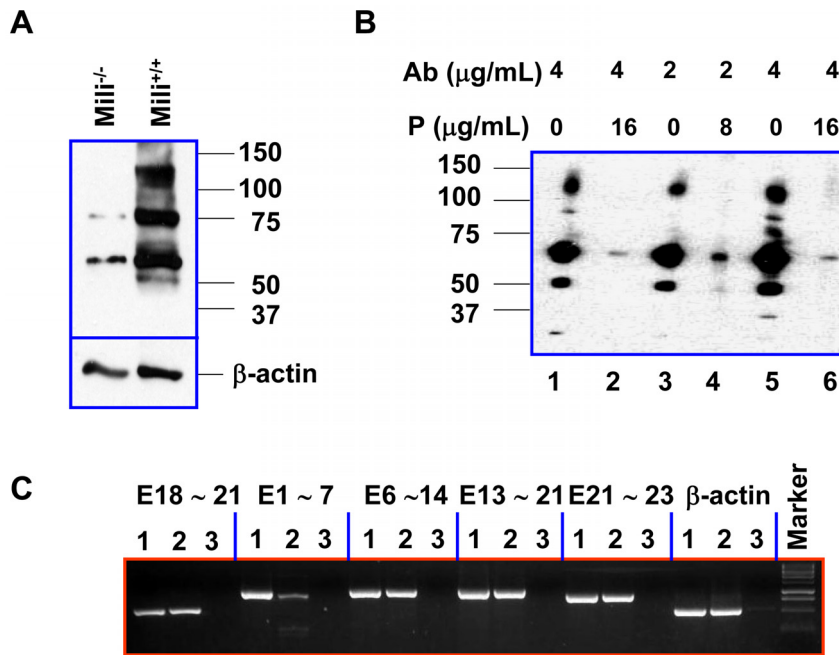 A
Mili-/-
Mili+/+
150
100
75
50
37
β-actin
B
Ab (μg/mL) 4 4 2 2 4 4
P (μg/mL) 0 16 0 8 0 16
150
100
75
50
37
1 2 3 4 5 6
C
E18 ~ 21 E1 ~ 7 E6 ~14 E13 ~ 21 E21 ~ 23 β-actin Marker
1 2 3 1 2 3 1 2 3 1 2 3 1 2 3 1 2 3